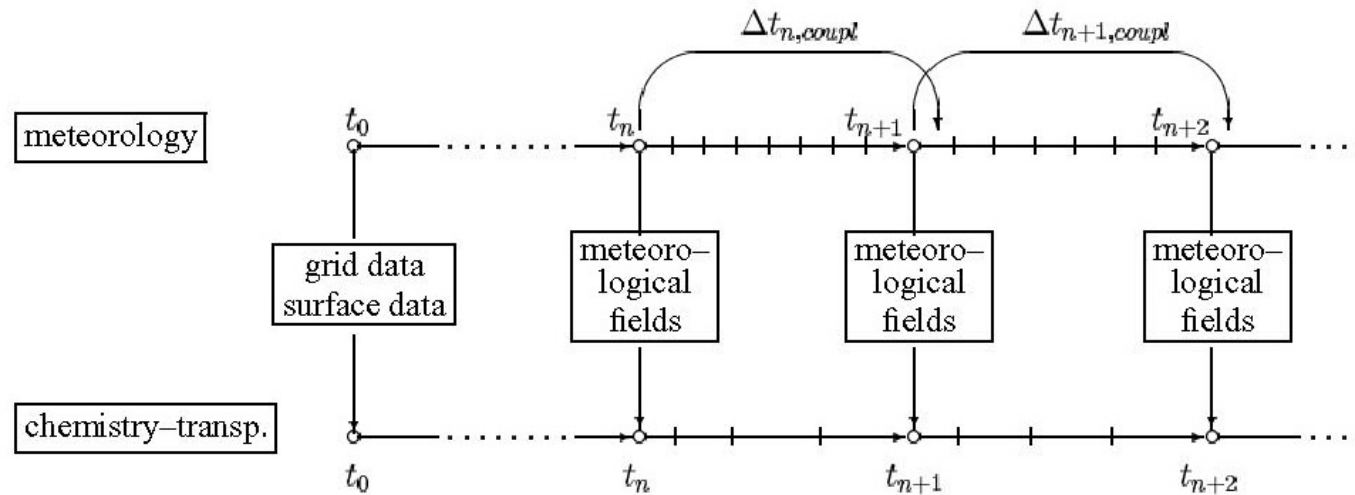 Δt_{n,coupl} Δt_{n+1,coupl}
meteorology
t_0 t_n t_{n+1} t_{n+2}
grid data
surface data
meteoro–
logical
fields
meteoro–
logical
fields
meteoro–
logical
fields
chemistry–transp.
t_0 t_n t_{n+1} t_{n+2}